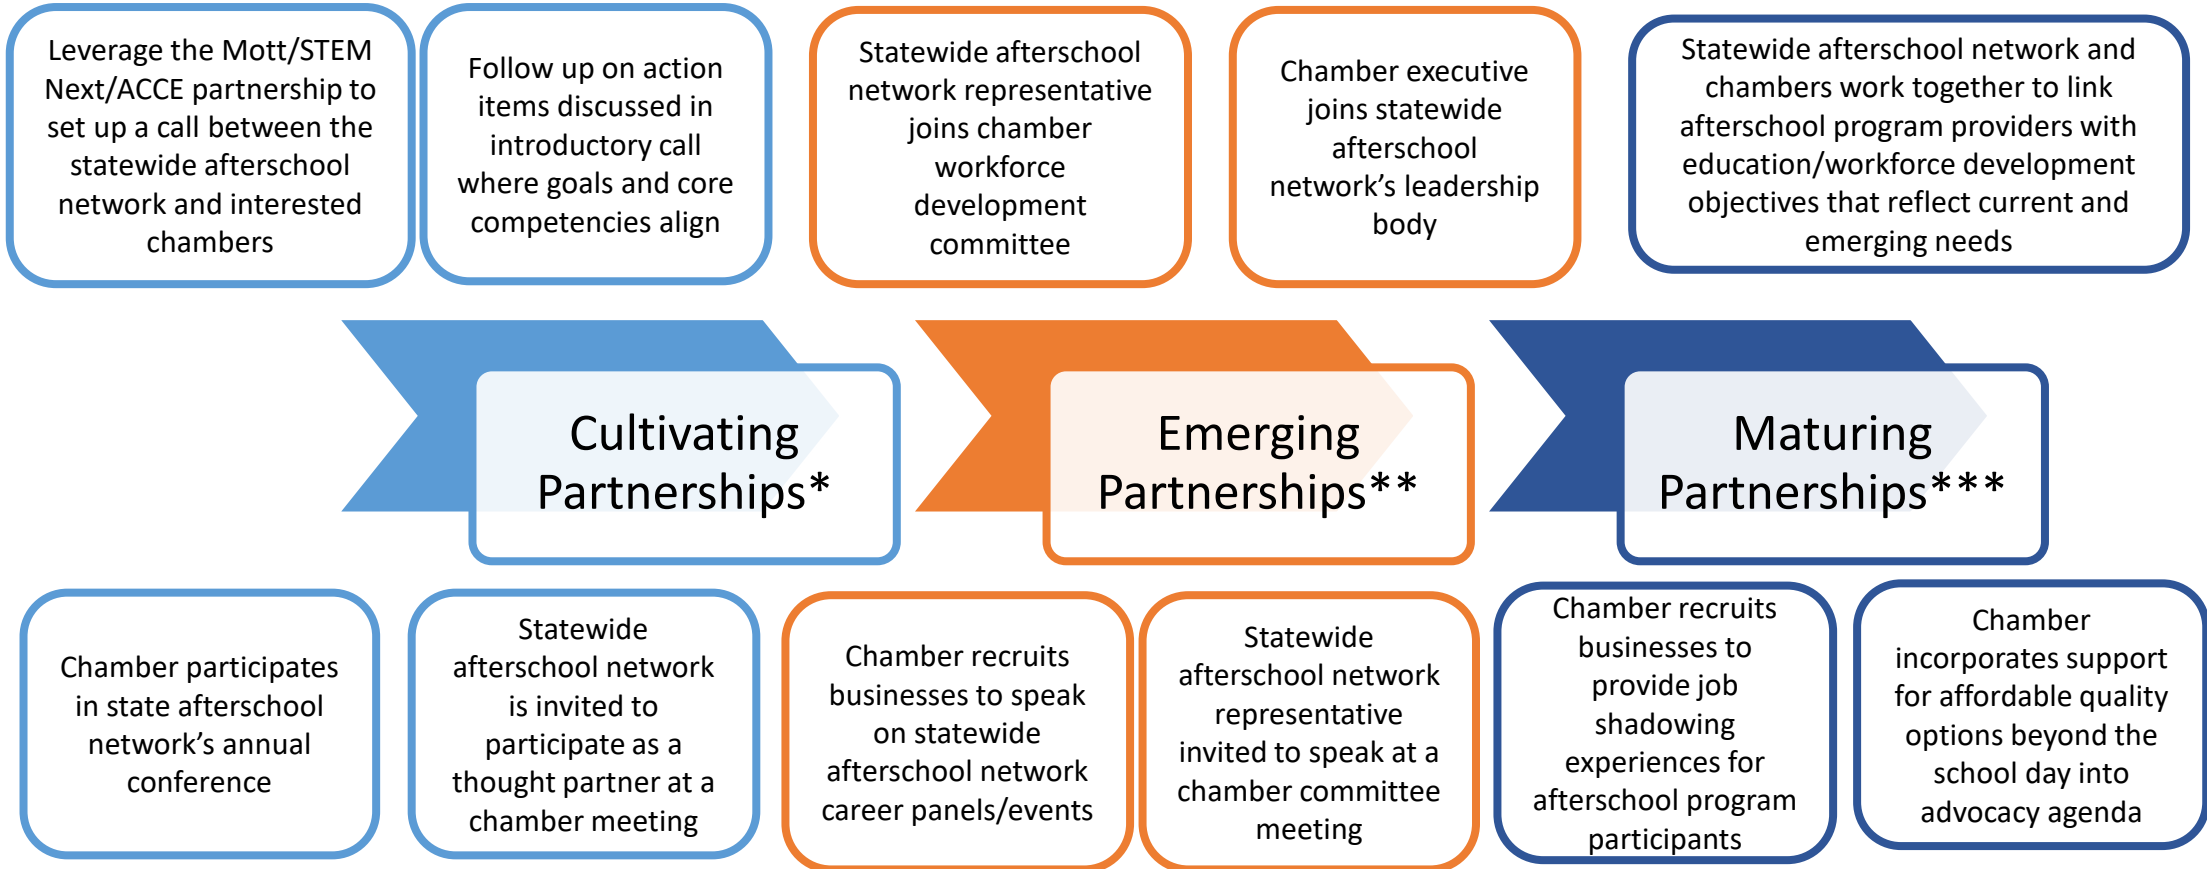 Leverage the Mott/STEM
Next/ACCE partnership to
set up a call between the
statewide afterschool
network and interested
chambers
Follow up on action
items discussed in
introductory call
where goals and core
competencies align
Statewide afterschool
network representative
joins chamber
workforce
development
committee
Chamber executive
joins statewide
afterschool
network’s leadership
body
Statewide afterschool network and
chambers work together to link
afterschool program providers with
education/workforce development
objectives that reflect current and
emerging needs
Cultivating
Partnerships*
Emerging
Partnerships**
Maturing
Partnerships***
Chamber participates
in state afterschool
network’s annual
conference
Statewide
afterschool network
is invited to
participate as a
thought partner at a
chamber meeting
Chamber recruits
businesses to speak
on statewide
afterschool network
career panels/events
Statewide
afterschool network
representative
invited to speak at a
chamber committee
meeting
Chamber recruits
businesses to
provide job
shadowing
experiences for
afterschool program
participants
Chamber
incorporates support
for affordable quality
options beyond the
school day into
advocacy agenda